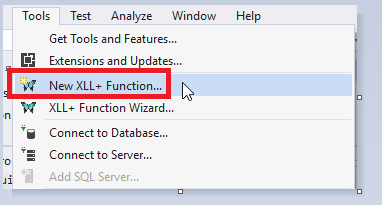 Tools Test Analyze Window Help
Get Tools and Features...
Extensions and Updates...
New XLL+ Function...
XLL+ Function Wizard...
Connect to Database...
Connect to Server...
Add SQL Server...